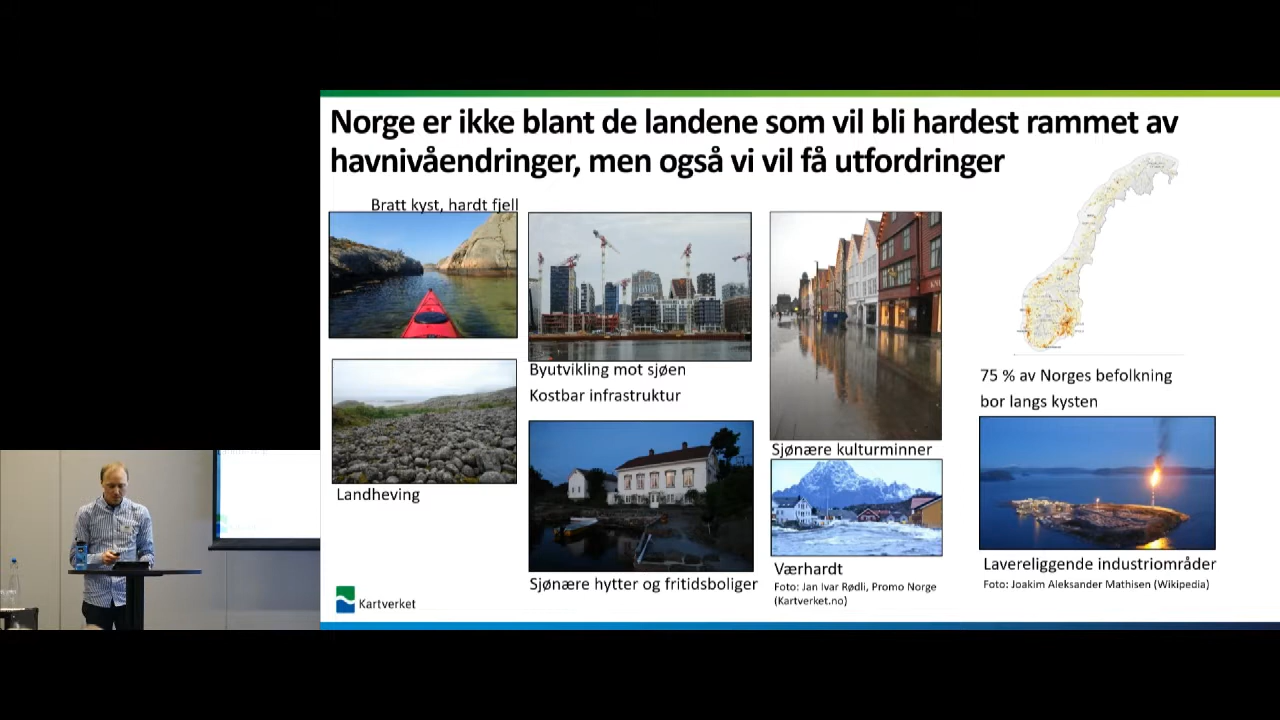 Norge er ikke blant de landene som vil bli hardest rammet av
havnivåendringer, men også vi vil få utfordringer
Bratt kyst, hardt fjell
Landheving
Byutvikling mot sjøen
Kostbar infrastruktur
Sjønære hytter og fritidsboliger
Sjønære kulturminner
Værhardt
Foto: Jan Ivar Rødli, Promo Norge
(Kartverket.no)
75 % av Norges befolkning
bor langs kysten
Lavereliggende industriområder
Foto: Joakim Aleksander Mathisen (Wikipedia)
Kartverket